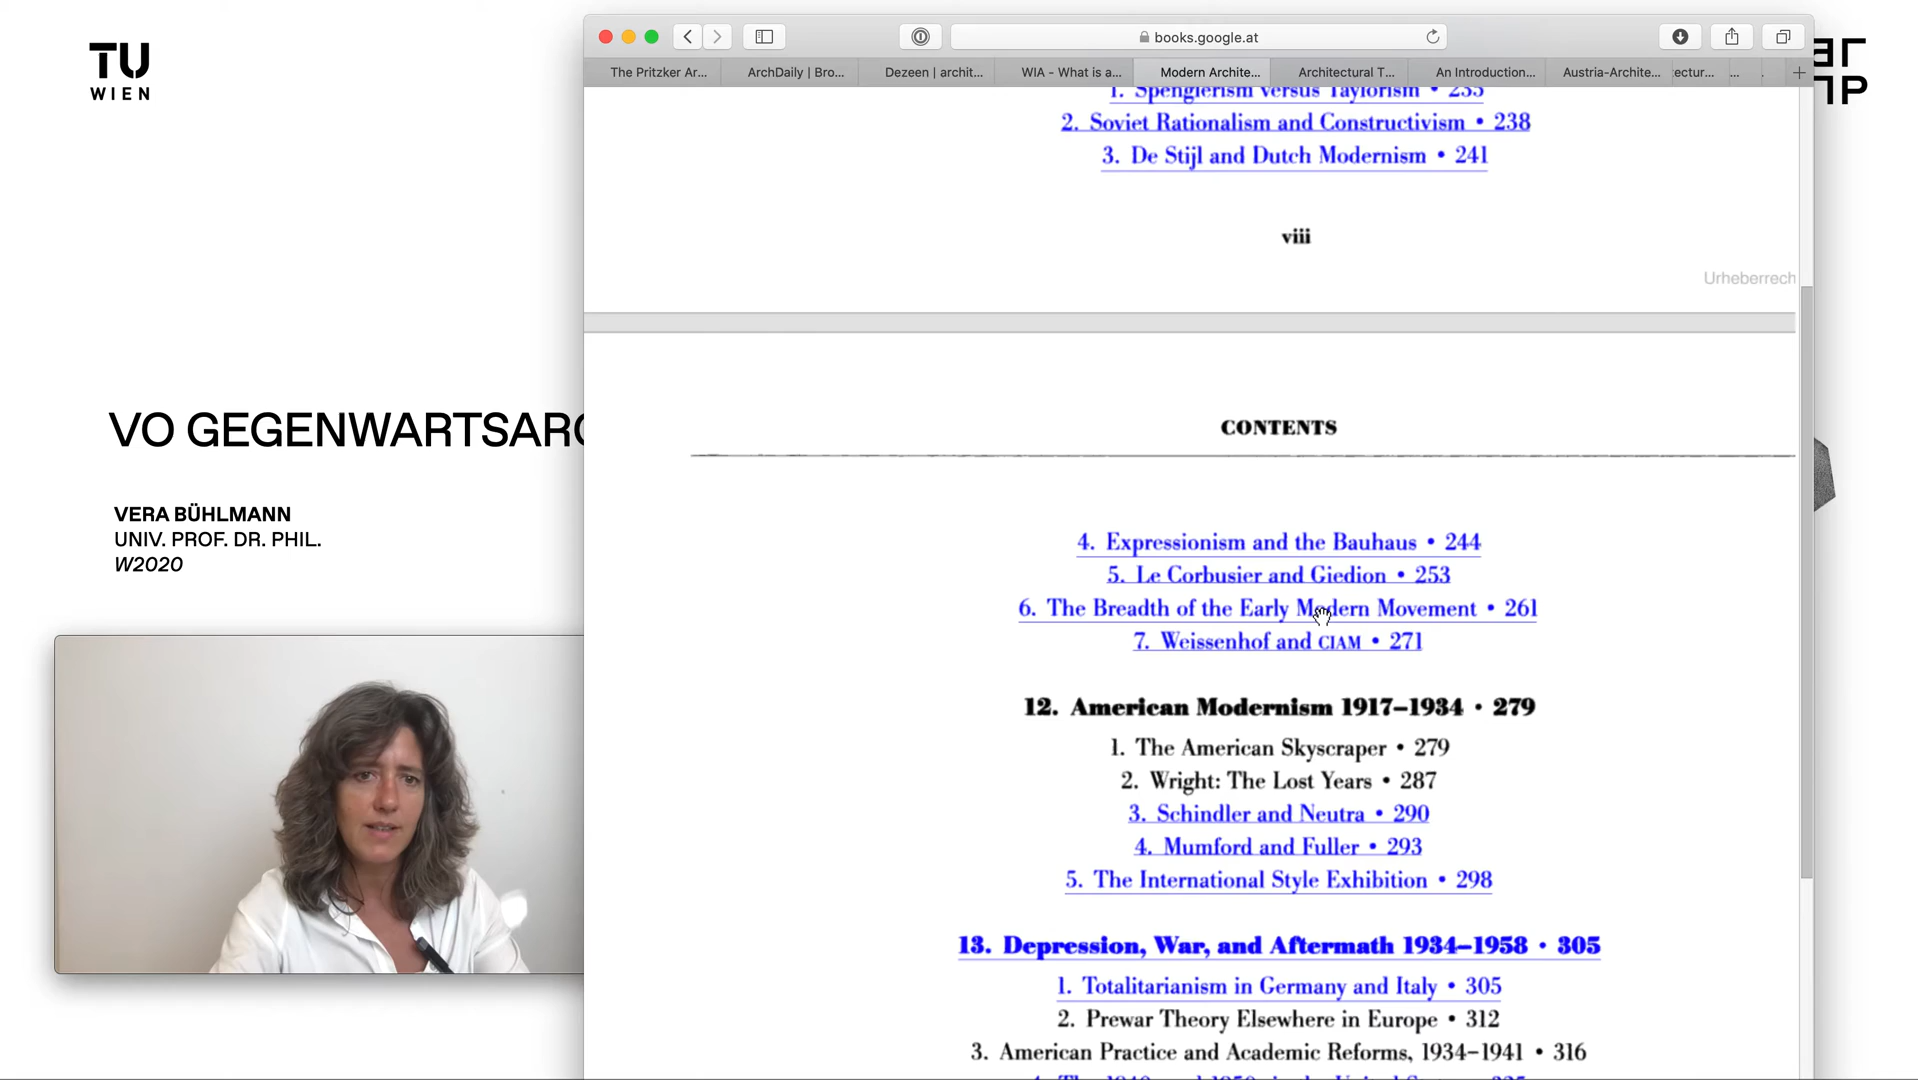 TU
WIEN
books.google.at
The Pritzker Ar...
ArchDaily | Bro...
Dezeen | archit...
WIA - What is a...
Modern Archite...
Architectural T...
An Introduction...
Austria-Archite...
ectur...
...
1. Spenglerism versus Taylorism • 235
2. Soviet Rationalism and Constructivism • 238
3. De Stijl and Dutch Modernism • 241
viii
Urheberrech
CONTENTS
4. Expressionism and the Bauhaus • 244
5. Le Corbusier and Giedion • 253
6. The Breadth of the Early Modern Movement • 261
7. Weissenhof and CIAM • 271
12. American Modernism 1917–1934 • 279
1. The American Skyscraper • 279
2. Wright: The Lost Years • 287
3. Schindler and Neutra • 290
4. Mumford and Fuller • 293
5. The International Style Exhibition • 298
13. Depression, War, and Aftermath 1934–1958 • 305
1. Totalitarianism in Germany and Italy • 305
2. Prewar Theory Elsewhere in Europe • 312
3. American Practice and Academic Reforms, 1934–1941 • 316
VO GEGENWARTSARC
VERA BÜHLMANN
UNIV. PROF. DR. PHIL.
W2020